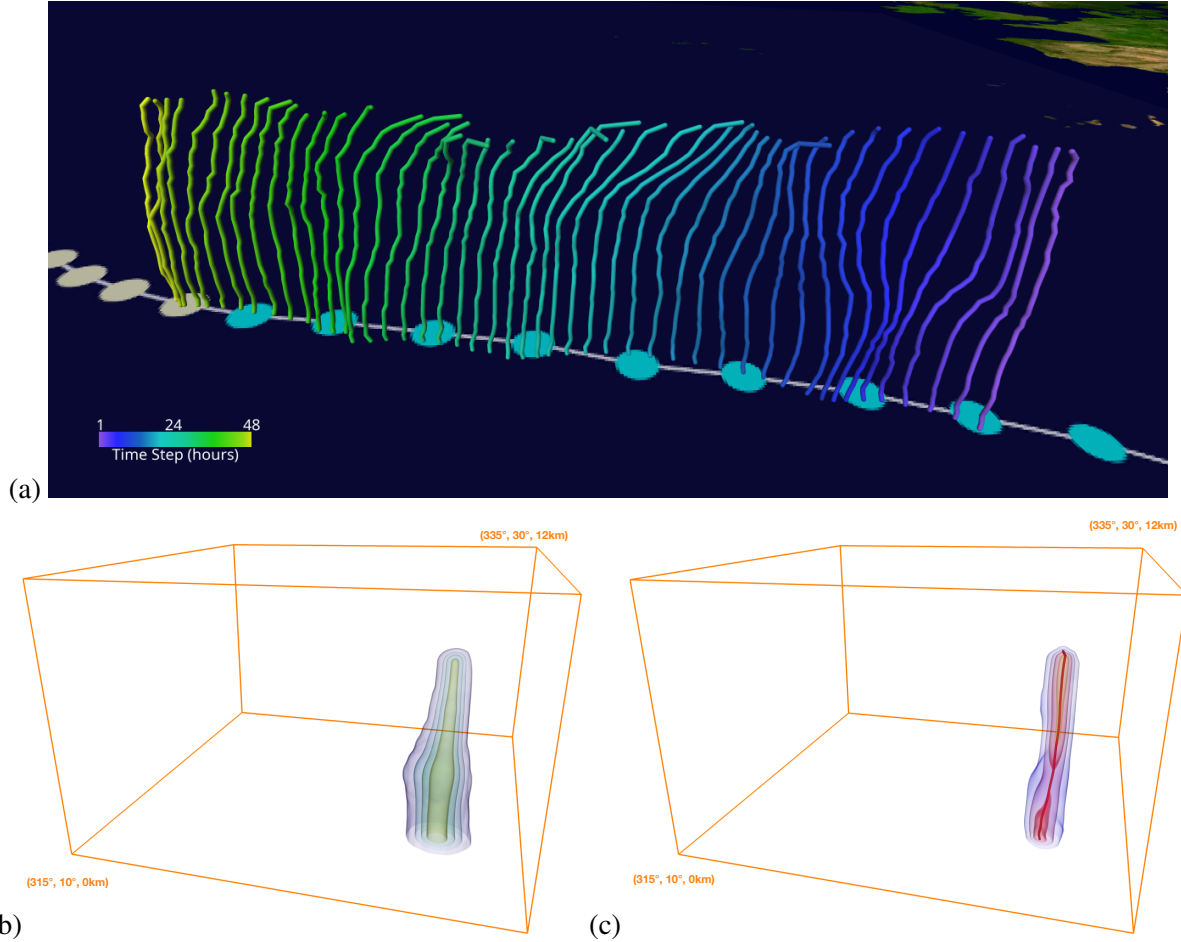 1 24 48
Time Step (hours)
(a)
(335°, 30°, 12km)
(335°, 30°, 12km)
(315°, 10°, 0km)
(315°, 10°, 0km)
b)
(c)